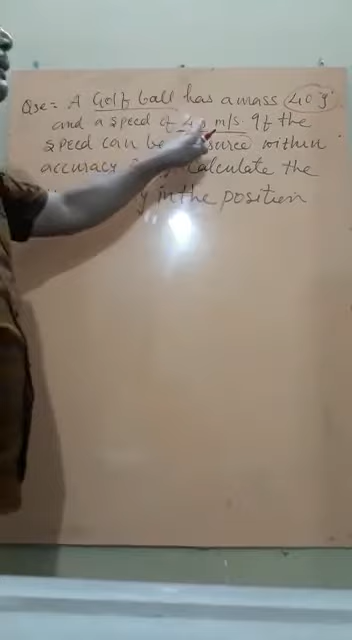 Qse = A Golf ball has a mass 40 g
and a speed of m/s. If the
speed can be within
accuracy Calculate the
in the position